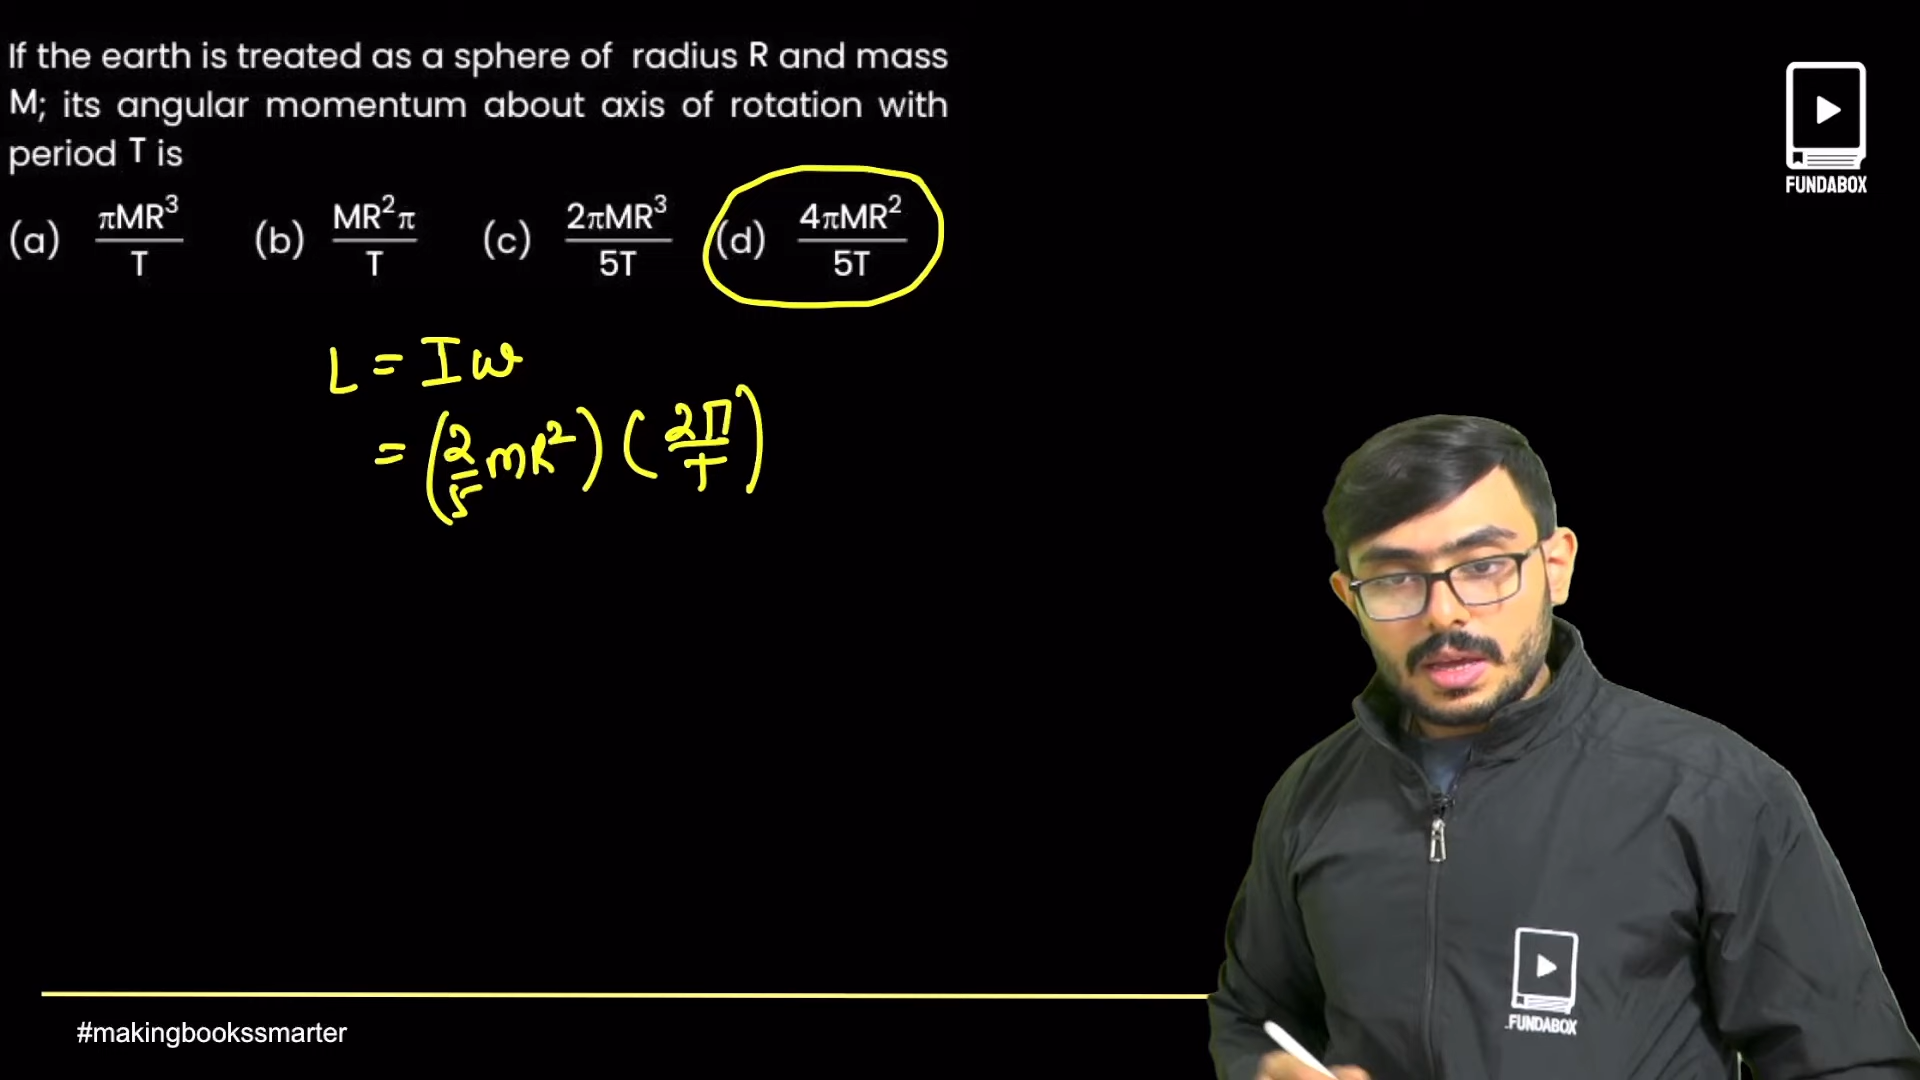 If the earth is treated as a sphere of radius R and mass
M; its angular momentum about axis of rotation with
period T is
(a) πMR³/T (b) MR²π/T (c) 2πMR³/5T (d) 4πMR²/5T
L = Iω
= (2/5 mR²) (2π/T)
FUNDABOX
FUNDABOX
#makingbookssmarter